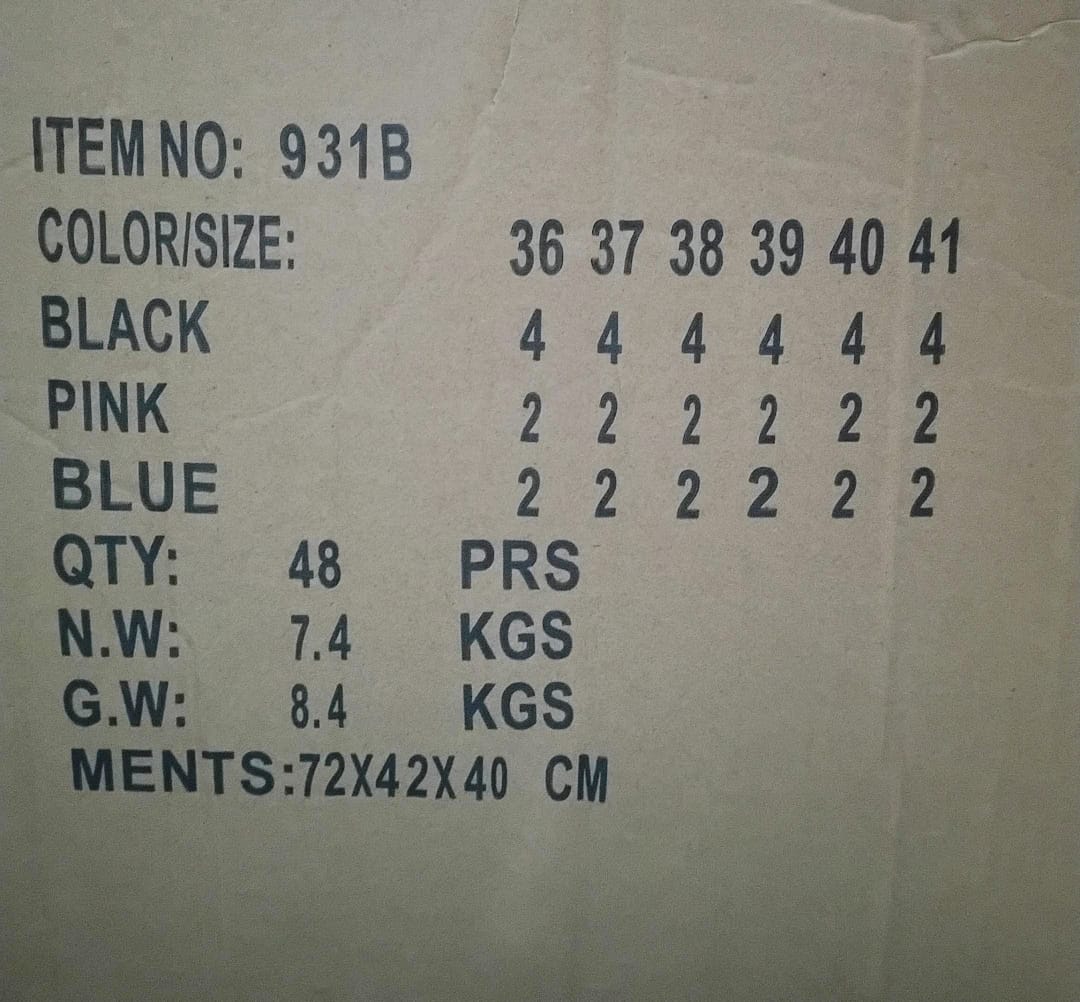 ITEM NO: 931B
COLOR/SIZE: 36 37 38 39 40 41
BLACK 4 4 4 4 4 4
PINK 2 2 2 2 2 2
BLUE 2 2 2 2 2 2
QTY: 48 PRS
N.W: 7.4 KGS
G.W: 8.4 KGS
MENTS:72X42X40 CM